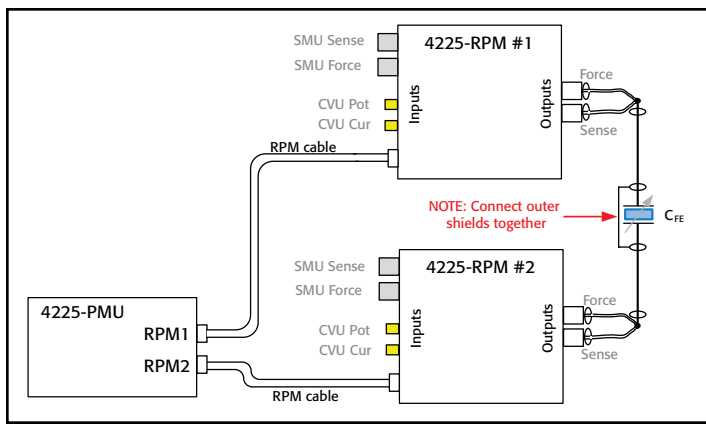 SMU Sense
SMU Force
CVU Pot
CVU Cur
RPM cable
4225-RPM #1
Inputs
Outputs
Force
Sense
NOTE: Connect outer
shields together
CFE
SMU Sense
SMU Force
CVU Pot
CVU Cur
4225-RPM #2
Inputs
Outputs
Force
Sense
4225-PMU
RPM1
RPM2
RPM cable